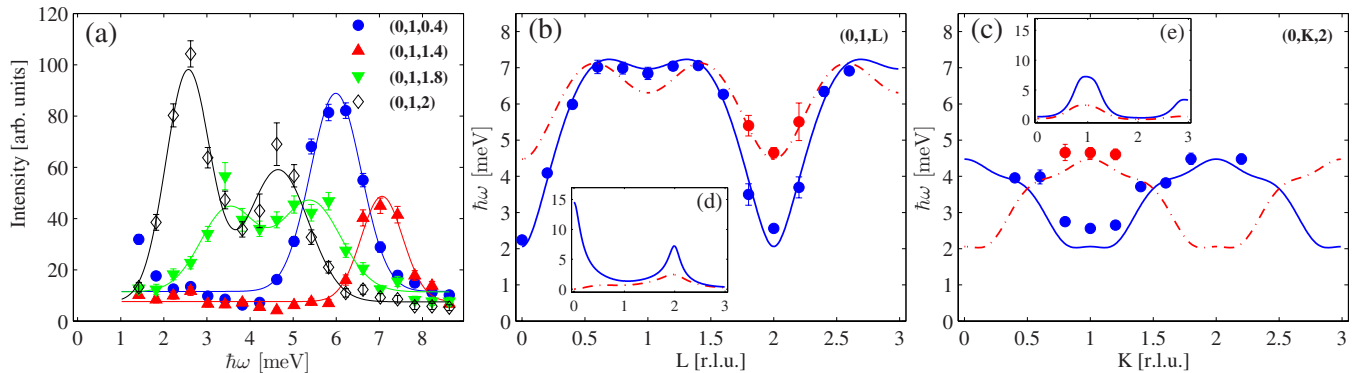 (a)
(0,1,0.4)
(0,1,1.4)
(0,1,1.8)
(0,1,2)
Intensity [arb. units]
120
100
80
60
40
20
0
0 1 2 3 4 5 6 7 8
ħω [meV]
(b)
(0,1,L)
ħω [meV]
8
7
6
5
4
3
2
1
0
0 0.5 1 1.5 2 2.5 3
L [r.l.u.]
(d)
15
10
5
0
0 1 2 3
(c)
(0,K,2)
ħω [meV]
8
7
6
5
4
3
2
1
0
0 0.5 1 1.5 2 2.5 3
K [r.l.u.]
(e)
15
10
5
0
0 1 2 3